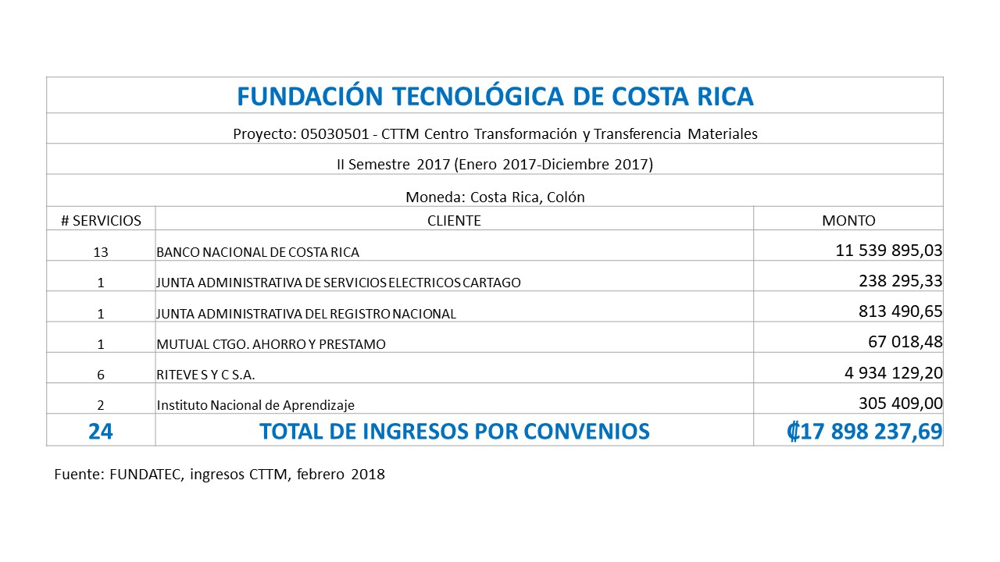 FUNDACIÓN TECNOLÓGICA DE COSTA RICA
Proyecto: 05030501 - CTTM Centro Transformación y Transferencia Materiales
II Semestre 2017 (Enero 2017-Diciembre 2017)
Moneda: Costa Rica, Colón
# SERVICIOS CLIENTE MONTO
13 BANCO NACIONAL DE COSTA RICA 11 539 895,03
1 JUNTA ADMINISTRATIVA DE SERVICIOS ELECTRICOS CARTAGO 238 295,33
1 JUNTA ADMINISTRATIVA DEL REGISTRO NACIONAL 813 490,65
1 MUTUAL CTGO. AHORRO Y PRESTAMO 67 018,48
6 RITEVE S Y C S.A. 4 934 129,20
2 Instituto Nacional de Aprendizaje 305 409,00
24 TOTAL DE INGRESOS POR CONVENIOS ₡17 898 237,69
Fuente: FUNDATEC, ingresos CTTM, febrero 2018